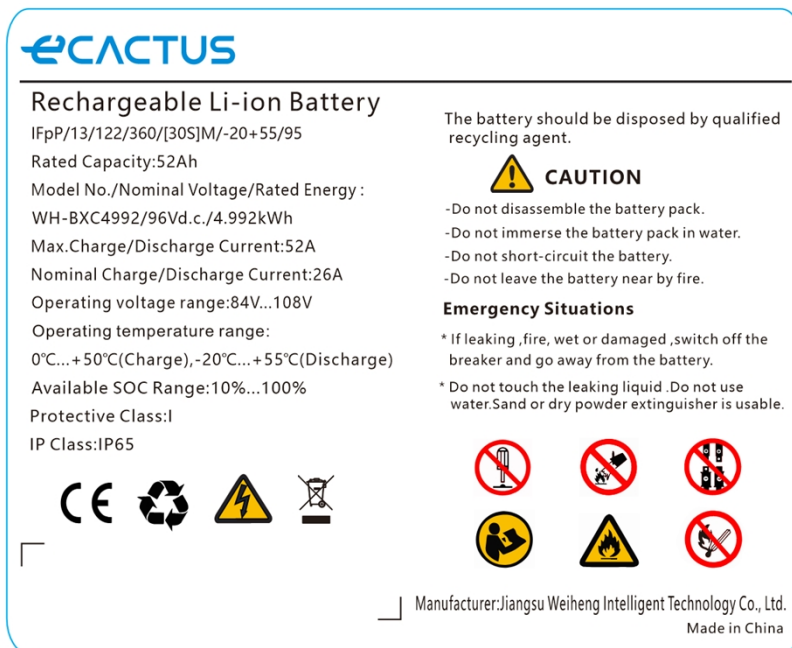 eCACTUS
Rechargeable Li-ion Battery
IFpP/13/122/360/[30S]M/-20+55/95
Rated Capacity:52Ah
Model No./Nominal Voltage/Rated Energy :
WH-BXC4992/96Vd.c./4.992kWh
Max.Charge/Discharge Current:52A
Nominal Charge/Discharge Current:26A
Operating voltage range:84V...108V
Operating temperature range:
0℃...+50℃(Charge),-20℃...+55℃(Discharge)
Available SOC Range:10%...100%
Protective Class:I
IP Class:IP65
CE
The battery should be disposed by qualified
recycling agent.
CAUTION
-Do not disassemble the battery pack.
-Do not immerse the battery pack in water.
-Do not short-circuit the battery.
-Do not leave the battery near by fire.
Emergency Situations
* If leaking ,fire, wet or damaged ,switch off the
breaker and go away from the battery.
* Do not touch the leaking liquid .Do not use
water.Sand or dry powder extinguisher is usable.
Manufacturer:Jiangsu Weiheng Intelligent Technology Co., Ltd.
Made in China